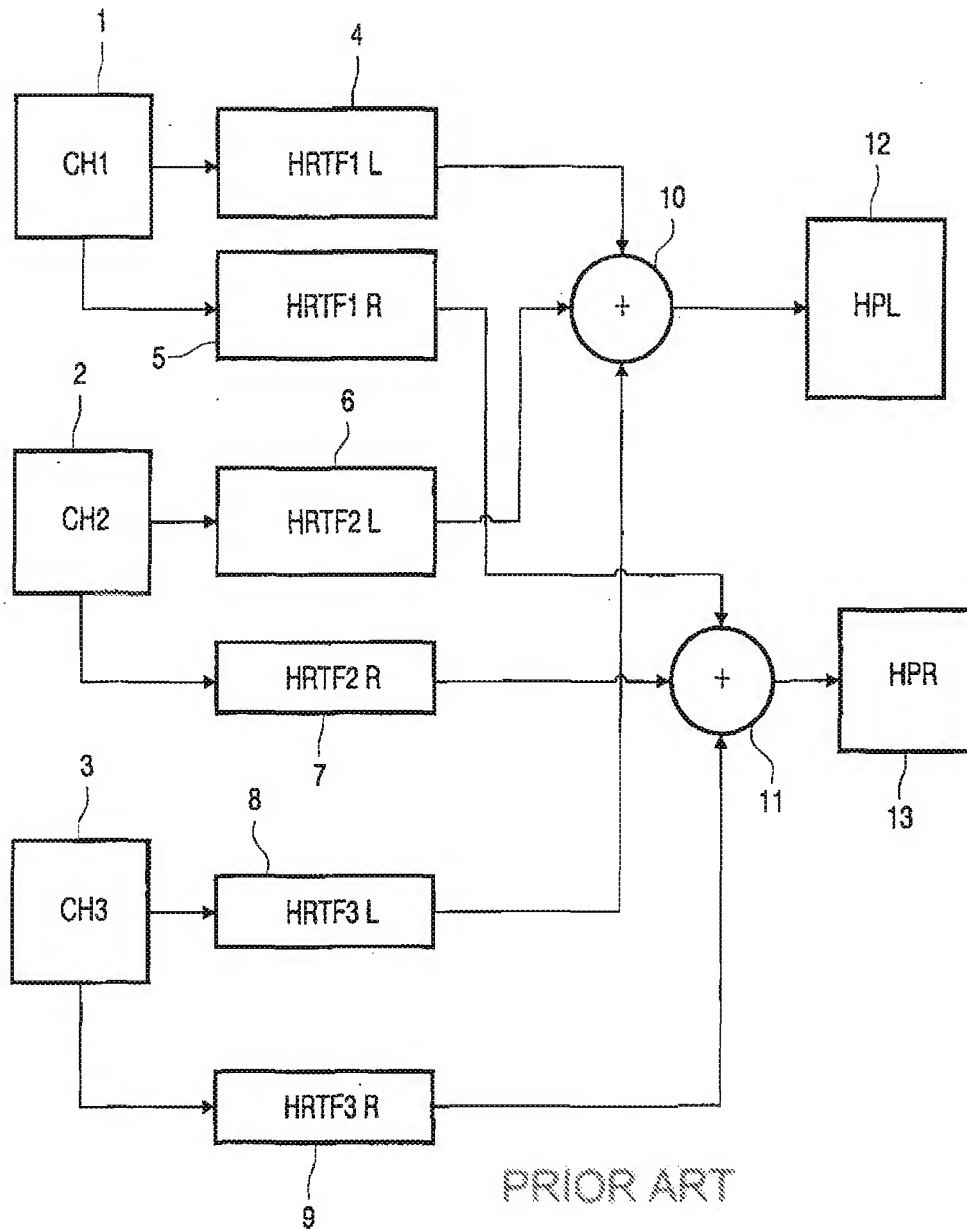 1
4
CH1
HRTF1 L
12
10
+
HPL
HRTF1 R
5
2
6
CH2
HRTF2 L
HRTF2 R
7
+
HPR
11
13
3
8
CH3
HRTF3 L
HRTF3 R
9
PRIOR ART